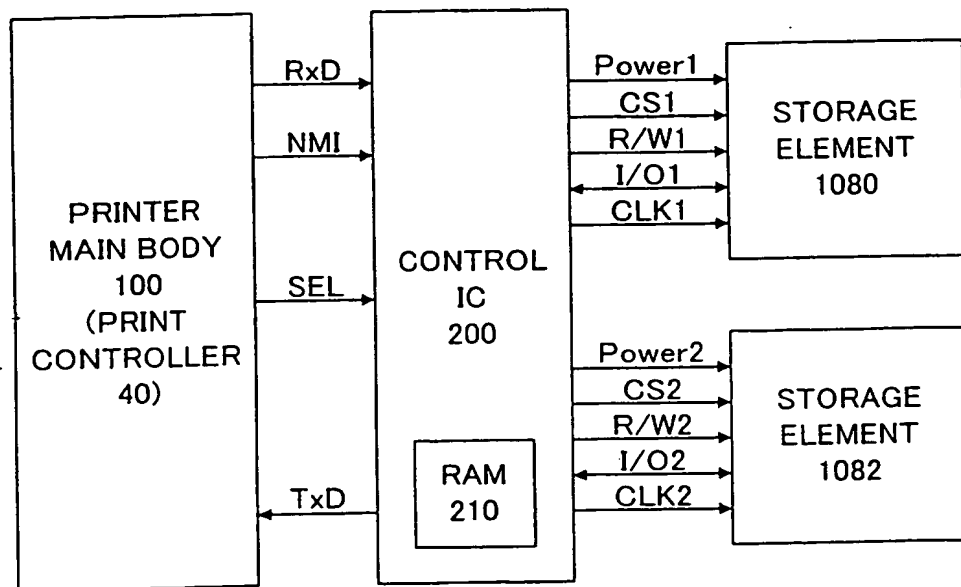 PRINTER
MAIN BODY
100
(PRINT
CONTROLLER
40)
RxD
NMI
SEL
TxD
CONTROL
IC
200
RAM
210
Power1
CS1
R/W1
I/O1
CLK1
STORAGE
ELEMENT
1080
Power2
CS2
R/W2
I/O2
CLK2
STORAGE
ELEMENT
1082